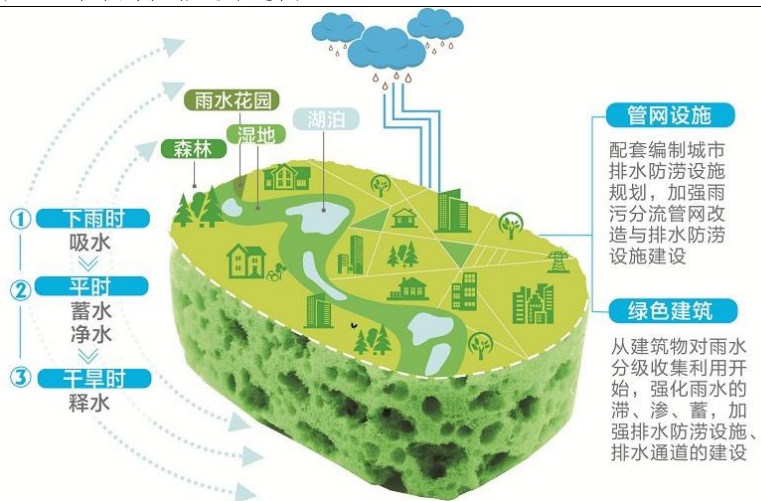 雨水花园
湿地
湖泊
森林
① 下雨时
吸水
② 平时
蓄水
净水
③ 干旱时
释水
管网设施
配套编制城市
排水防涝设施
规划，加强雨
污分流管网改
造与排水防涝
设施建设
绿色建筑
从建筑物对雨水
分级收集利用开
始，强化雨水的
滞、渗、蓄，加
强排水防涝设施、
排水通道的建设